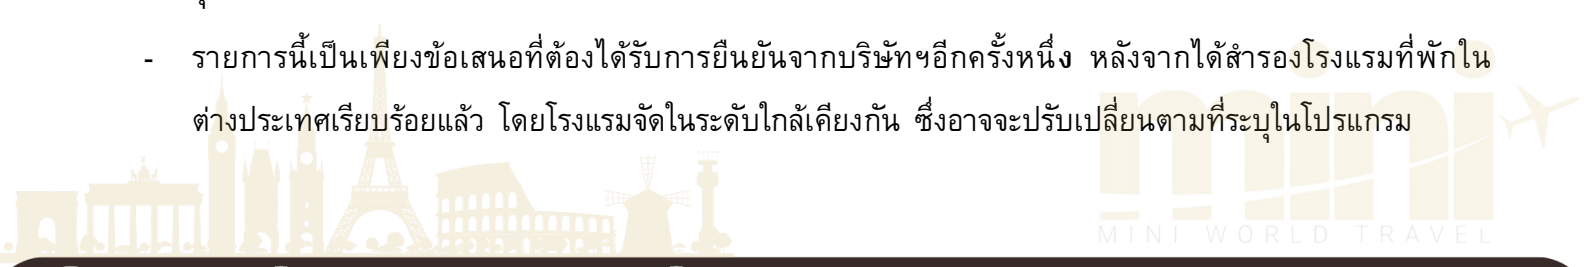 - รายการนี้เป็นเพียงข้อเสนอที่ต้องได้รับการยืนยันจากบริษัทฯอีกครั้งหนึ่ง หลังจากได้สำรองโรงแรมที่พักใน
ต่างประเทศเรียบร้อยแล้ว โดยโรงแรมจัดในระดับใกล้เคียงกัน ซึ่งอาจจะปรับเปลี่ยนตามที่ระบุในโปรแกรม
mini
MINI WORLD TRAVEL